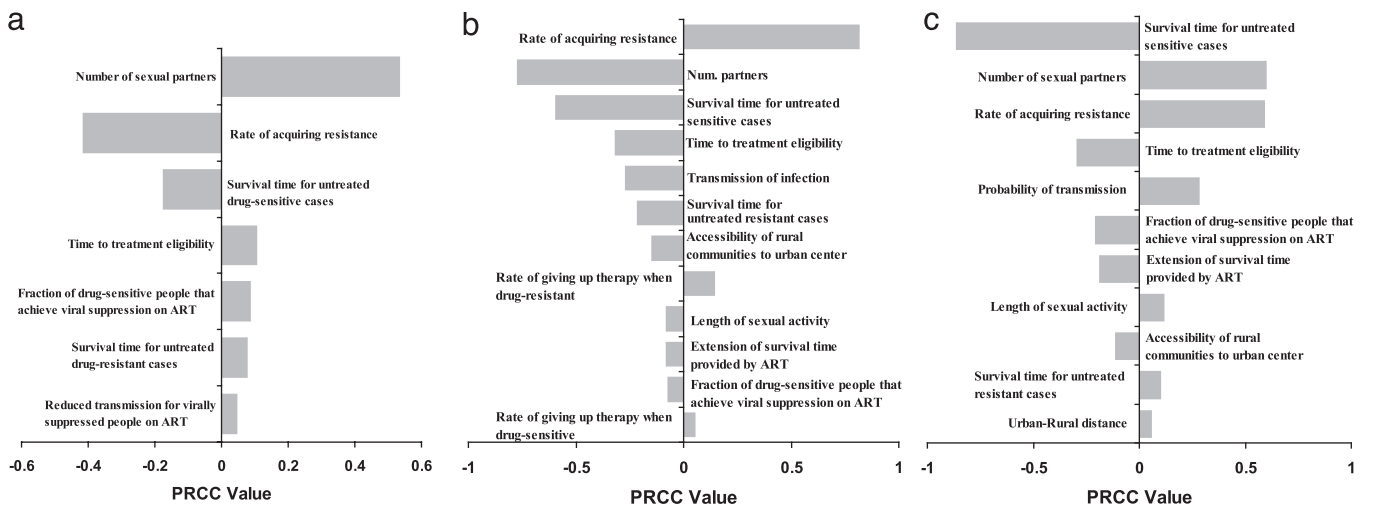 a
Number of sexual partners
Rate of acquiring resistance
Survival time for untreated
drug-sensitive cases
Time to treatment eligibility
Fraction of drug-sensitive people that
achieve viral suppression on ART
Survival time for untreated
drug-resistant cases
Reduced transmission for virally
suppressed people on ART
-0.6 -0.4 -0.2 0 0.2 0.4 0.6
PRCC Value
b
Rate of acquiring resistance
Num. partners
Survival time for untreated
sensitive cases
Time to treatment eligibility
Transmission of infection
Survival time for
untreated resistant cases
Accessibility of rural
communities to urban center
Rate of giving up therapy when
drug-resistant
Length of sexual activity
Extension of survival time
provided by ART
Fraction of drug-sensitive people that
achieve viral suppression on ART
Rate of giving up therapy when
drug-sensitive
-1 -0.5 0 0.5 1
PRCC Value
c
Survival time for untreated
sensitive cases
Number of sexual partners
Rate of acquiring resistance
Time to treatment eligibility
Probability of transmission
Fraction of drug-sensitive people that
achieve viral suppression on ART
Extension of survival time
provided by ART
Length of sexual activity
Accessibility of rural
communities to urban center
Survival time for untreated
resistant cases
Urban-Rural distance
-1 -0.5 0 0.5 1
PRCC Value